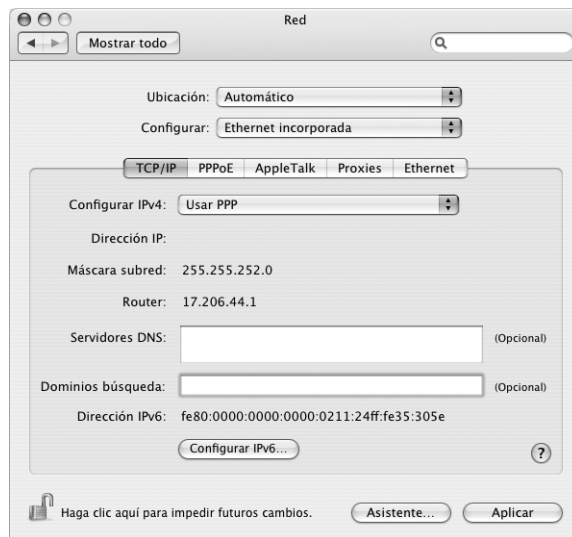 Red
Mostrar todo
Ubicación: Automático
Configurar: Ethernet incorporada
TCP/IP PPPoE AppleTalk Proxies Ethernet
Configurar IPv4: Usar PPP
Dirección IP:
Máscara subred: 255.255.252.0
Router: 17.206.44.1
Servidores DNS: (Opcional)
Dominios búsqueda: (Opcional)
Dirección IPv6: fe80:0000:0000:0000:0211:24ff:fe35:305e
Configurar IPv6...
?
Haga clic aquí para impedir futuros cambios. Asistente... Aplicar